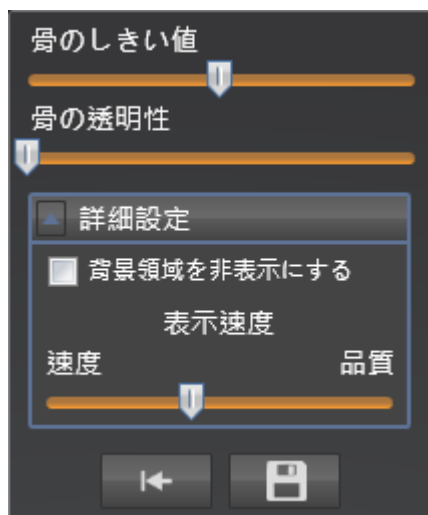 骨のしきい値
骨の透明性
詳細設定
背景領域を非表示にする
表示速度
速度 品質